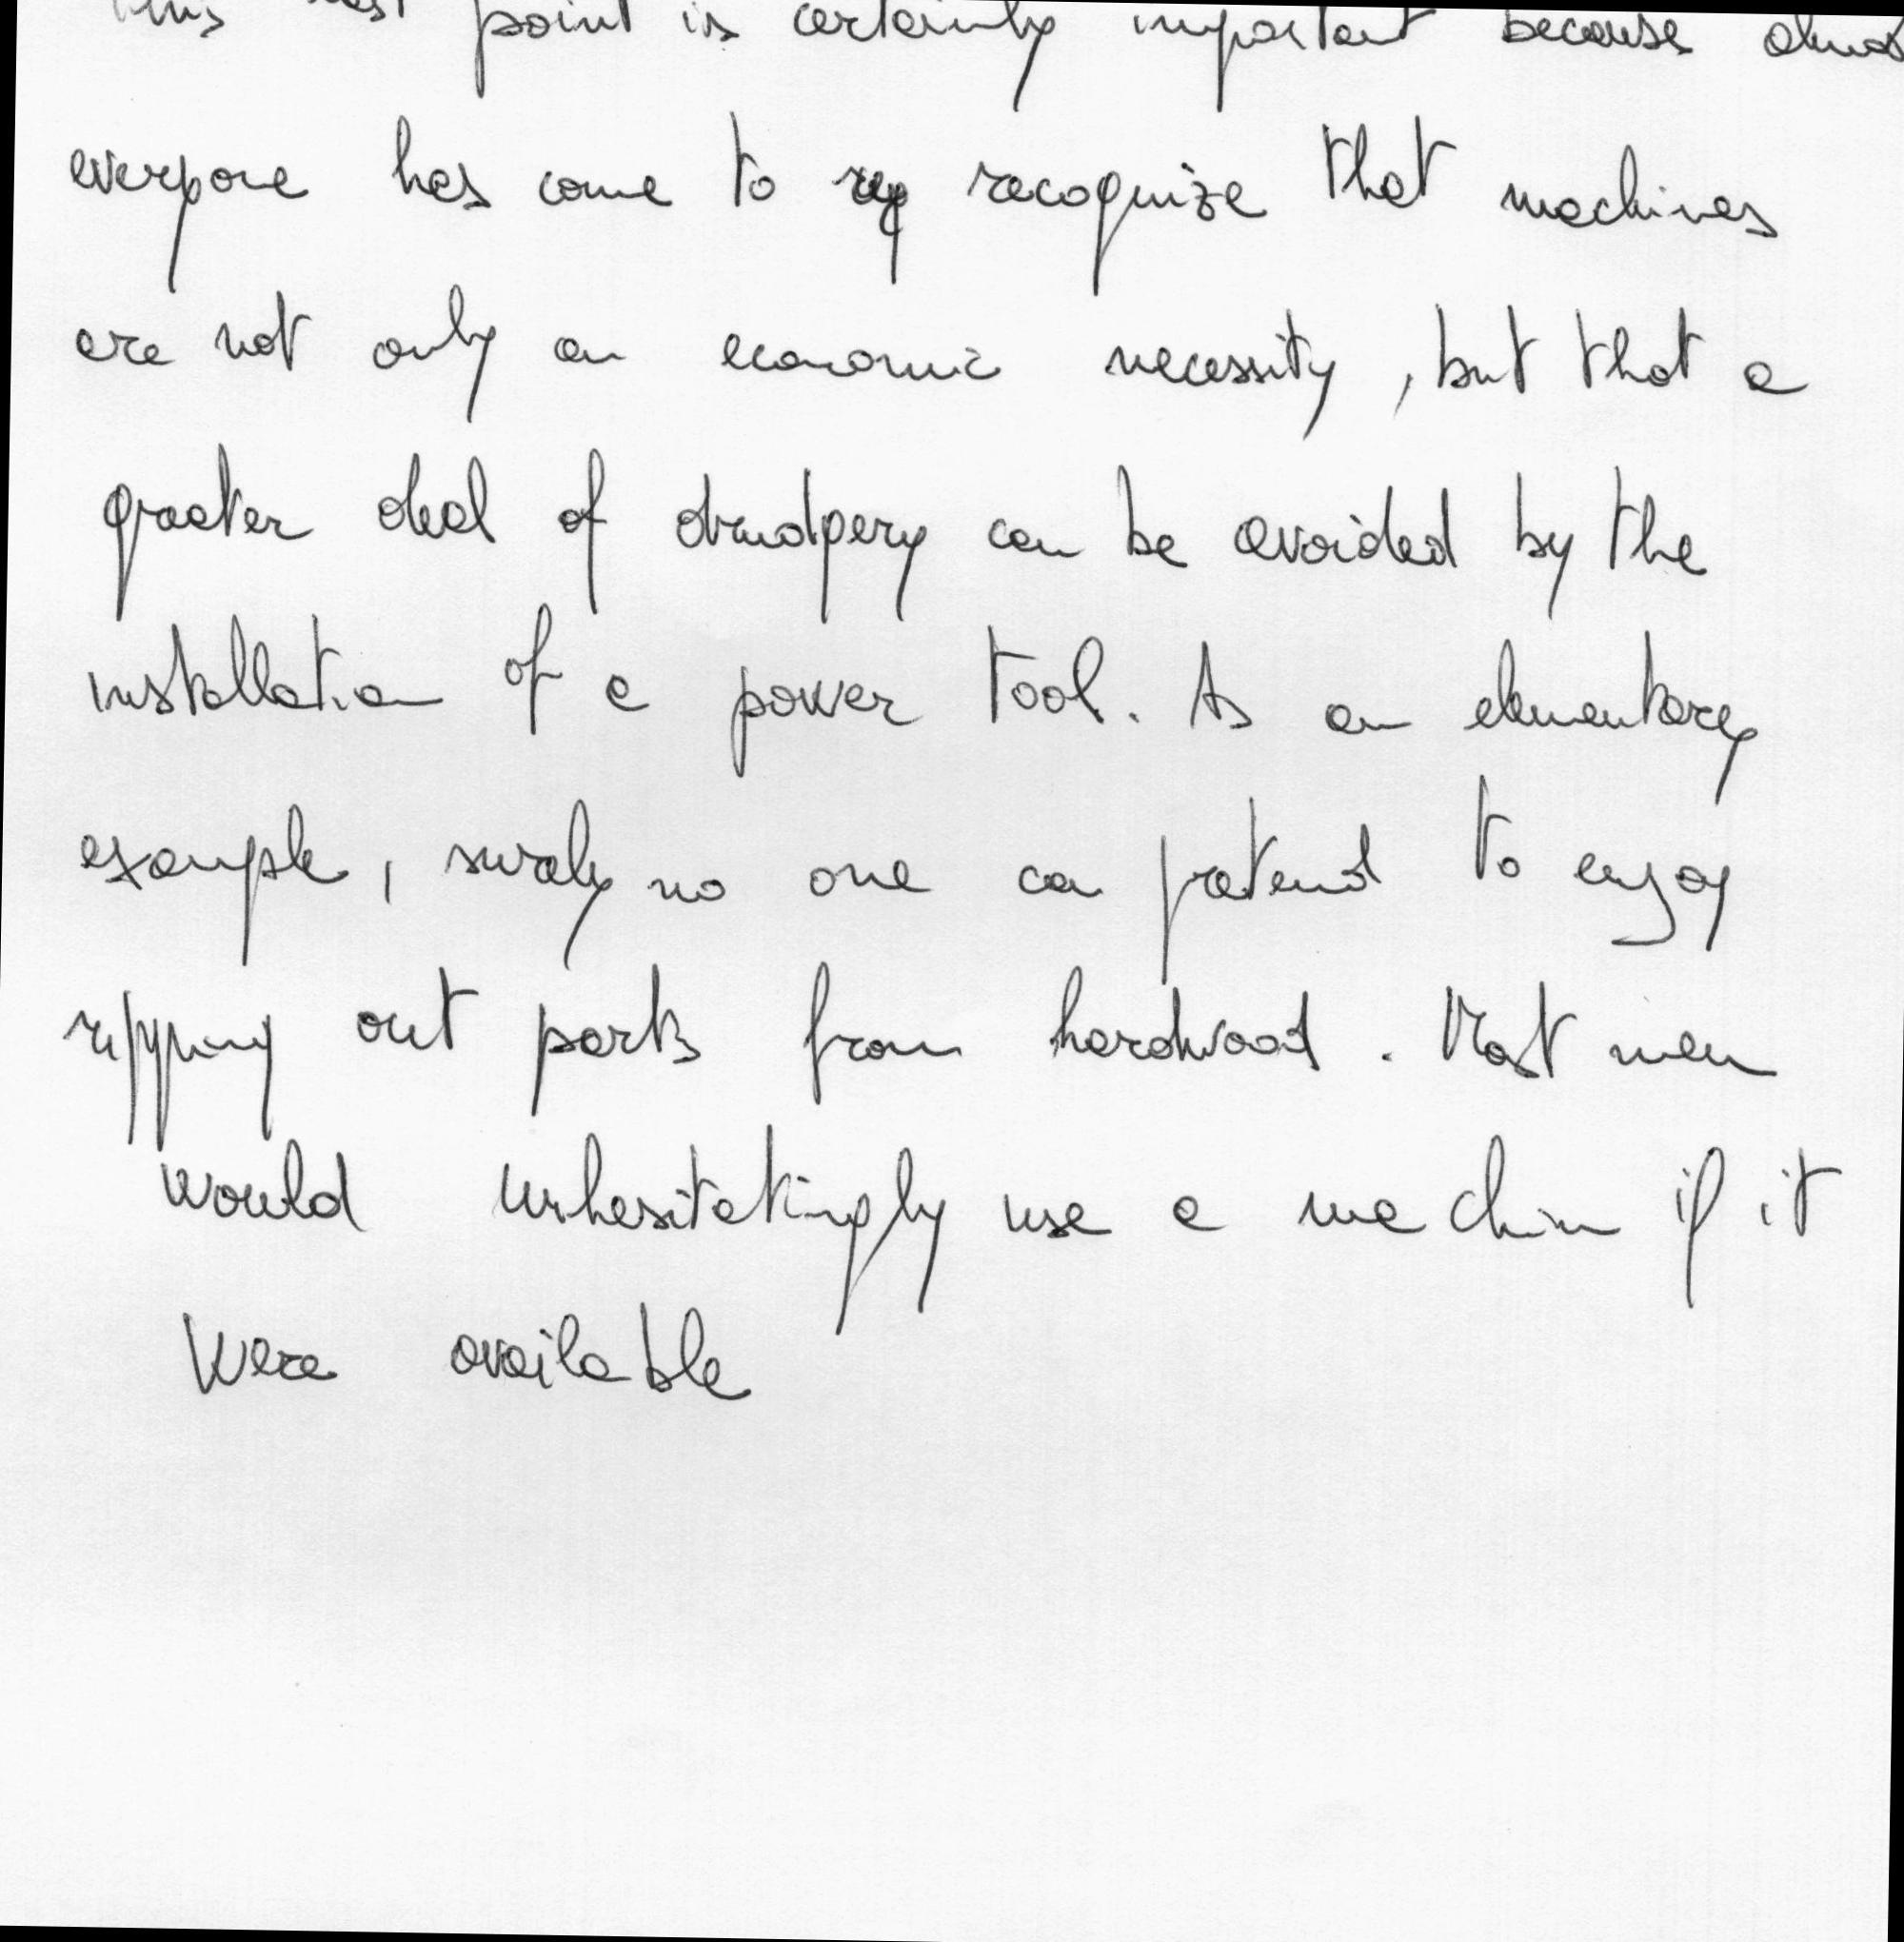 This last point is certainly important because almost
everyone has come to recognize that machines
are not only an economic necessity, but that a
greater deal of drudgery can be avoided by the
installation of a power tool. As an elementary
example, surely no one can pretend to enjoy
ripping out parts from hardwood. Most men
would unhesitatingly use a machine if it
were available